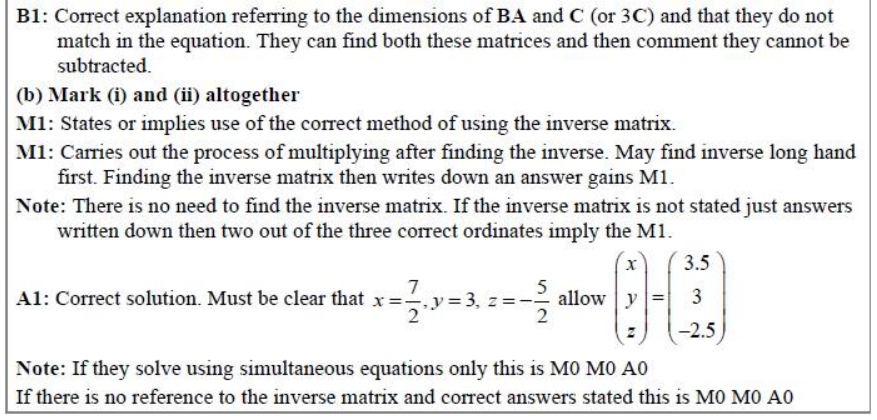 B1: Correct explanation referring to the dimensions of BA and C (or 3C) and that they do not
match in the equation. They can find both these matrices and then comment they cannot be
subtracted.
(b) Mark (i) and (ii) altogether
M1: States or implies use of the correct method of using the inverse matrix.
M1: Carries out the process of multiplying after finding the inverse. May find inverse long hand
first. Finding the inverse matrix then writes down an answer gains M1.
Note: There is no need to find the inverse matrix. If the inverse matrix is not stated just answers
written down then two out of the three correct ordinates imply the M1.
A1: Correct solution. Must be clear that x = 7/2, y = 3, z = -5/2 allow (x y z) = (3.5 3 -2.5)
Note: If they solve using simultaneous equations only this is M0 M0 A0
If there is no reference to the inverse matrix and correct answers stated this is M0 M0 A0